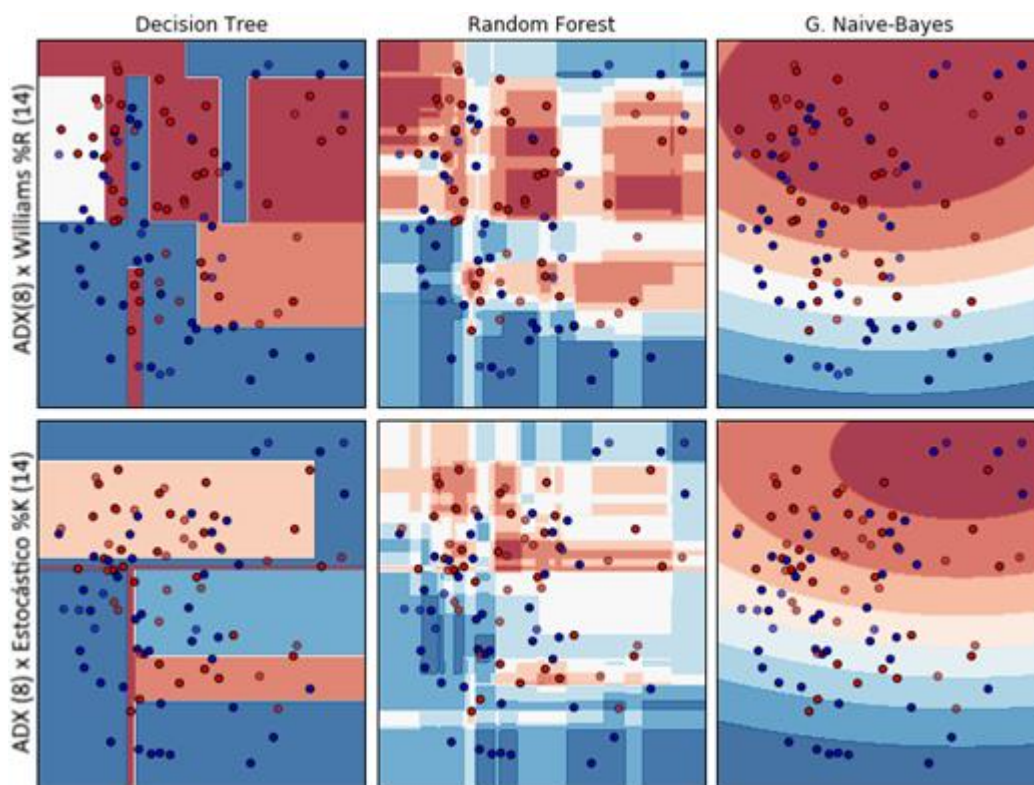 Decision Tree
Random Forest
G. Naive-Bayes
ADX(8) x Williams %R (14)
ADX (8) x Estocástico %K (14)